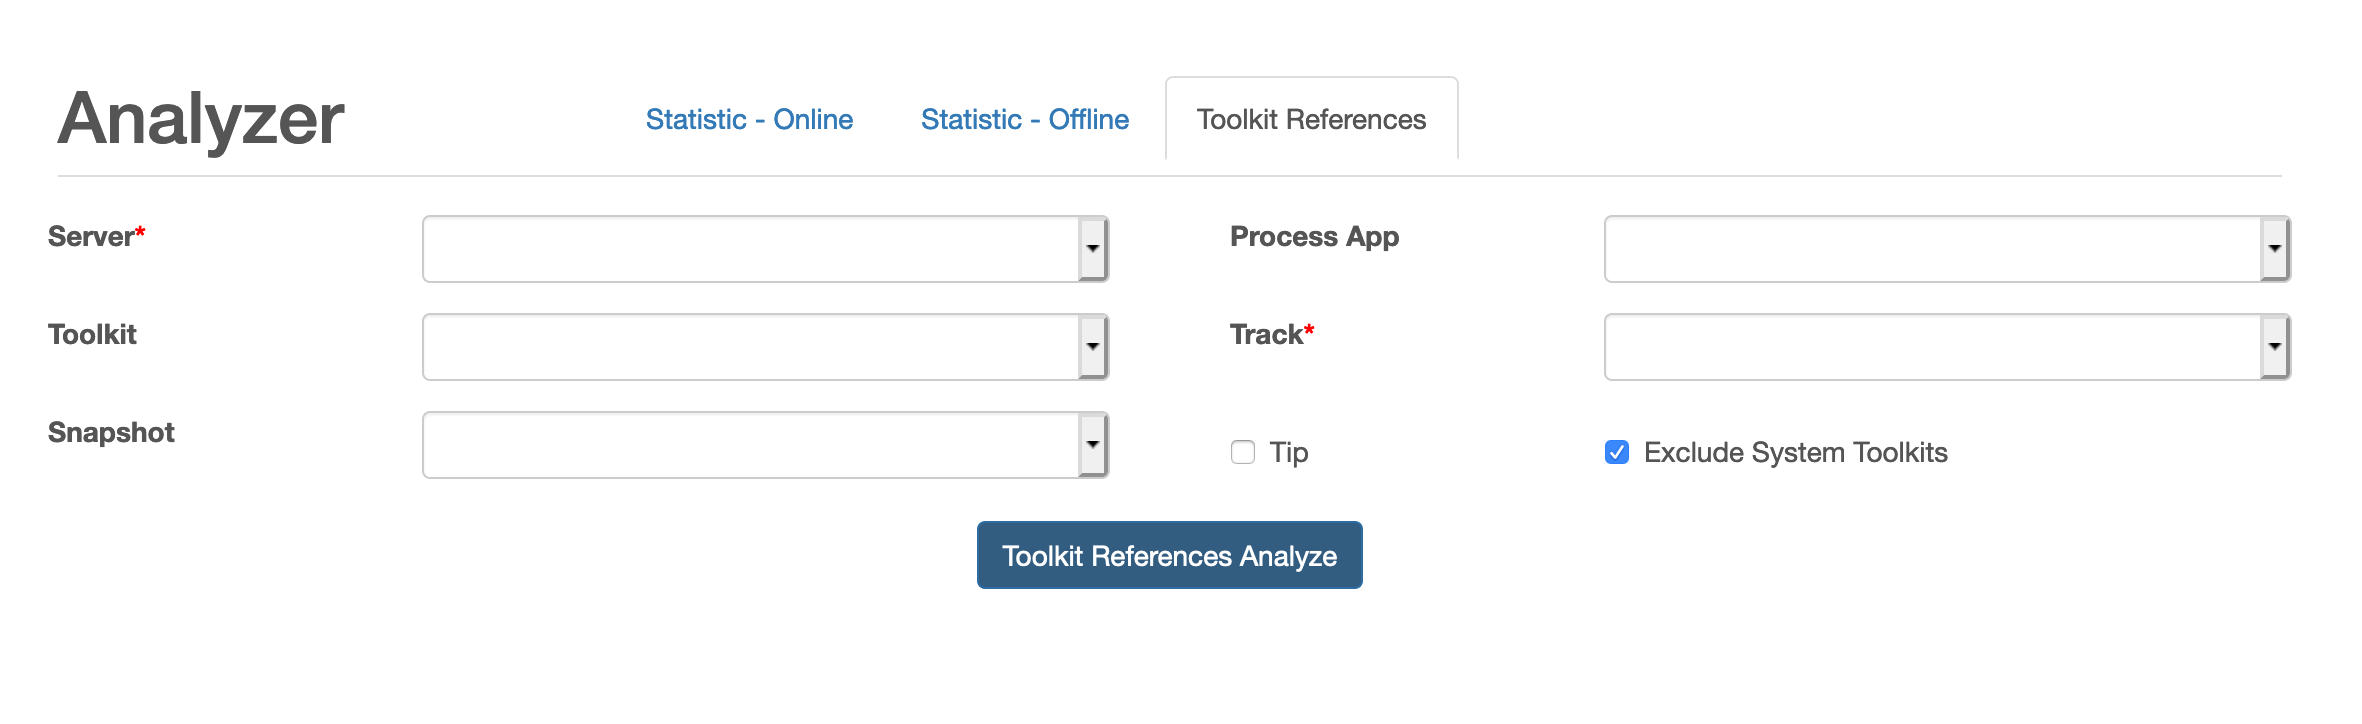 Analyzer
Statistic - Online
Statistic - Offline
Toolkit References
Server*
Process App
Toolkit
Track*
Snapshot
Tip
Exclude System Toolkits
Toolkit References Analyze